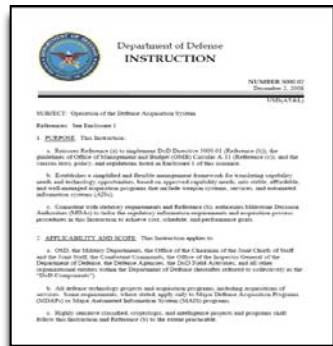 Department of Defense
INSTRUCTION
NUMBER 5000.02
December 2, 2008
USD(AT&L)
SUBJECT: Operation of the Defense Acquisition System
References: See Enclosure 1
1. PURPOSE. This Instruction:
a. Reissues Reference (a) to implement DoD Directive 5000.01 (Reference (b)), the
guidelines of Office of Management and Budget (OMB) Circular A-11 (Reference (c)), and the
various laws, policy, and regulations listed in Enclosure 1 of this issuance.
b. Establishes a simplified and flexible management framework for translating capability
needs and technology opportunities, based on approved capability needs, into stable, affordable,
and well-managed acquisition programs that include weapon systems, services, and automated
information systems (AISs).
c. Consistent with statutory requirements and Reference (b), authorizes Milestone Decision
Authorities (MDAs) to tailor the regulatory information requirements and acquisition process
procedures in this Instruction to achieve cost, schedule, and performance goals.
2. APPLICABILITY AND SCOPE. This Instruction applies to:
a. OSD, the Military Departments, the Office of the Chairman of the Joint Chiefs of Staff
and the Joint Staff, the Combatant Commands, the Office of the Inspector General of the
Department of Defense, the Defense Agencies, the DoD Field Activities, and all other
organizational entities within the Department of Defense (hereafter referred to collectively as the
"DoD Components").
b. All defense technology projects and acquisition programs, including acquisitions of
services. Some requirements, where stated, apply only to Major Defense Acquisition Programs
(MDAPs) or Major Automated Information System (MAIS) programs.
c. Highly sensitive classified, cryptologic, and intelligence projects and programs shall
follow this Instruction and Reference (b) to the extent practicable.